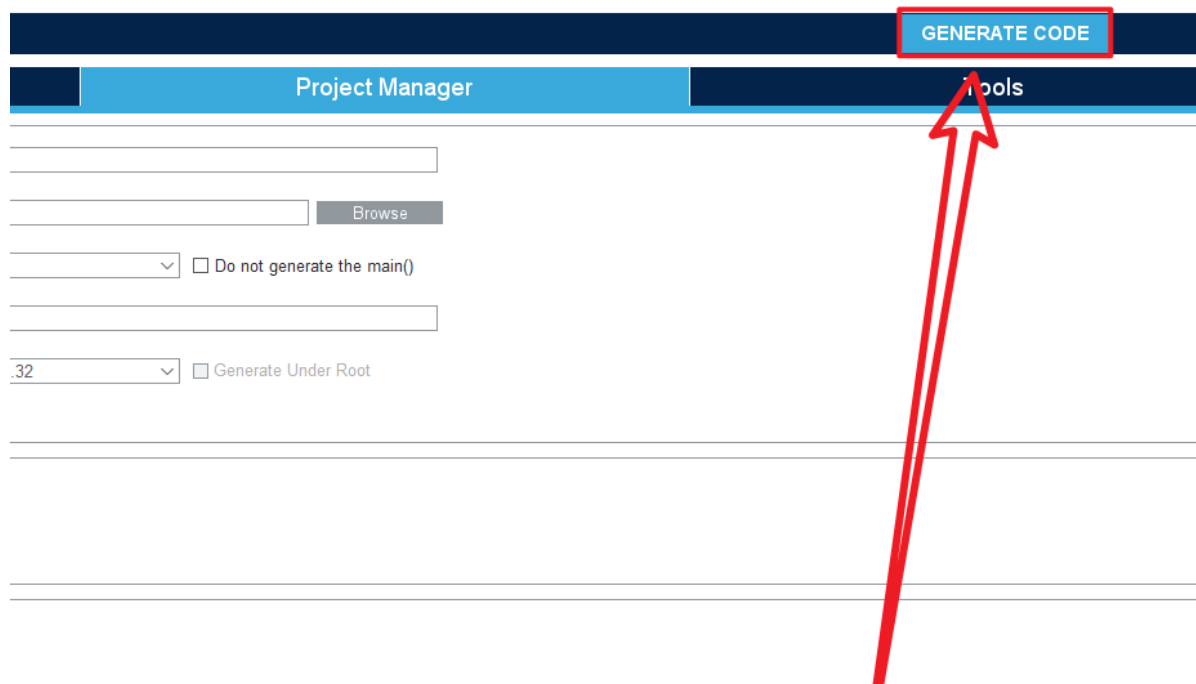 GENERATE CODE
Project Manager
Tools
Browse
Do not generate the main()
.32
Generate Under Root